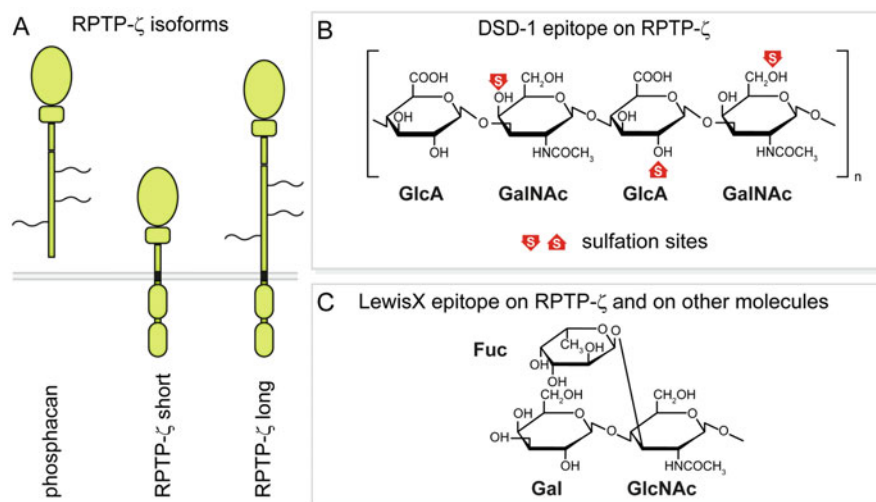 A
RPTP-ζ isoforms
phosphacan
RPTP-ζ short
RPTP-ζ long
B
DSD-1 epitope on RPTP-ζ
COOH
O
OH
OH
O
S
OH
CH₂OH
O
HNCOCH₃
O
COOH
O
OH
OH
S
O
S
CH₂OH
OH
O
HNCOCH₃
O
n
GlcA
GalNAc
GlcA
GalNAc
S S sulfation sites
C
LewisX epitope on RPTP-ζ and on other molecules
Fuc
O
O
CH₃
OH
OH
OH
CH₂OH
OH
O
OH
OH
O
CH₂OH
O
O
HNCOCH₃
Gal
GlcNAc